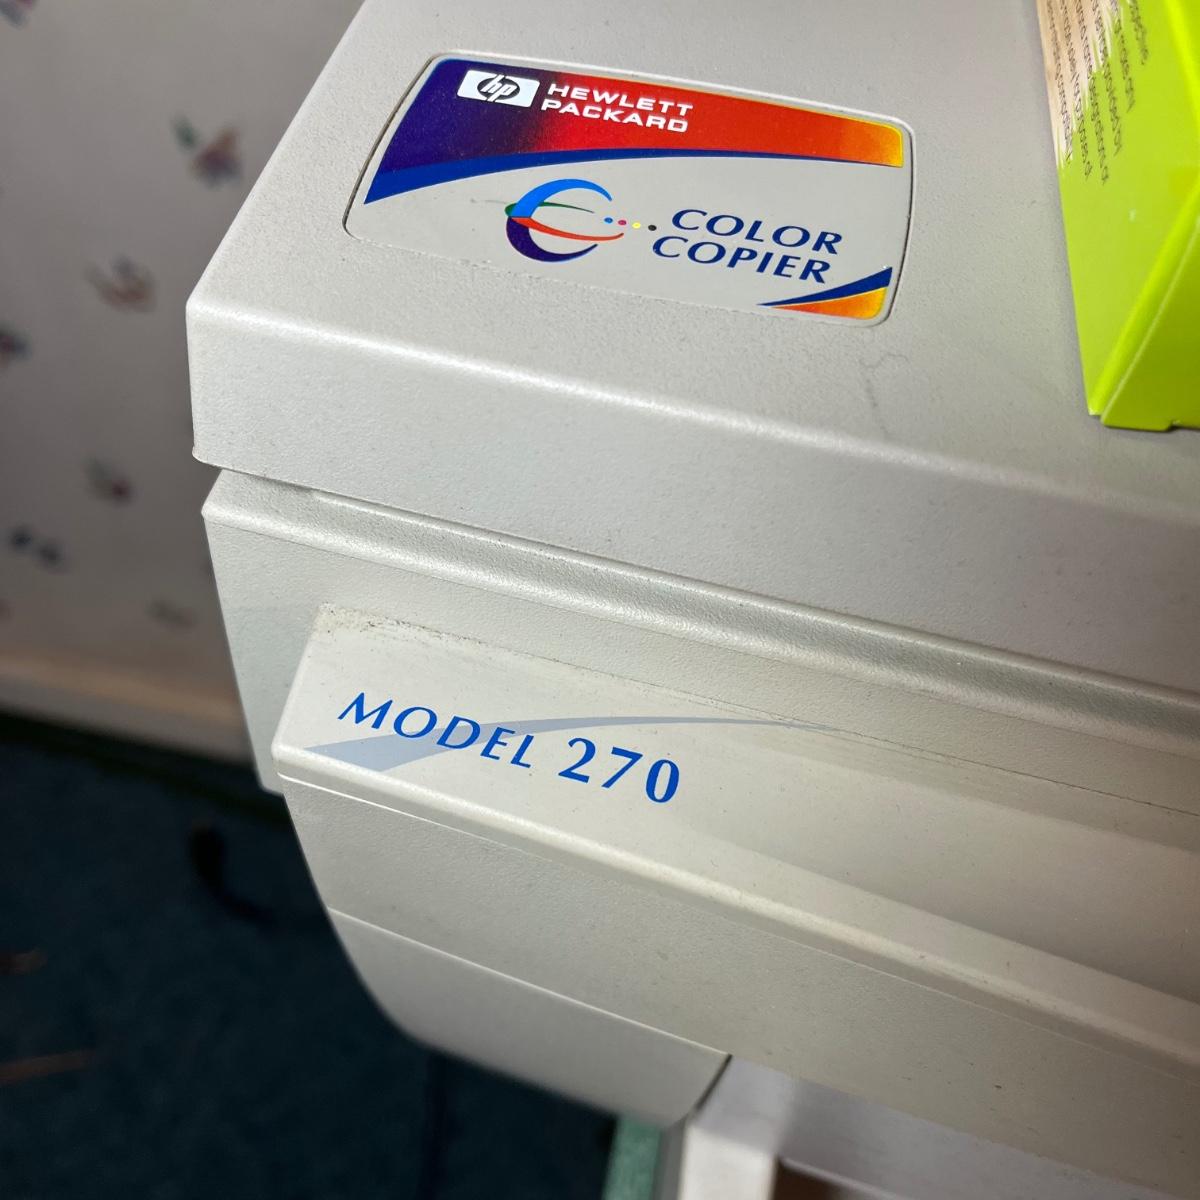 hp HEWLETT
PACKARD
COLOR
COPIER
MODEL 270